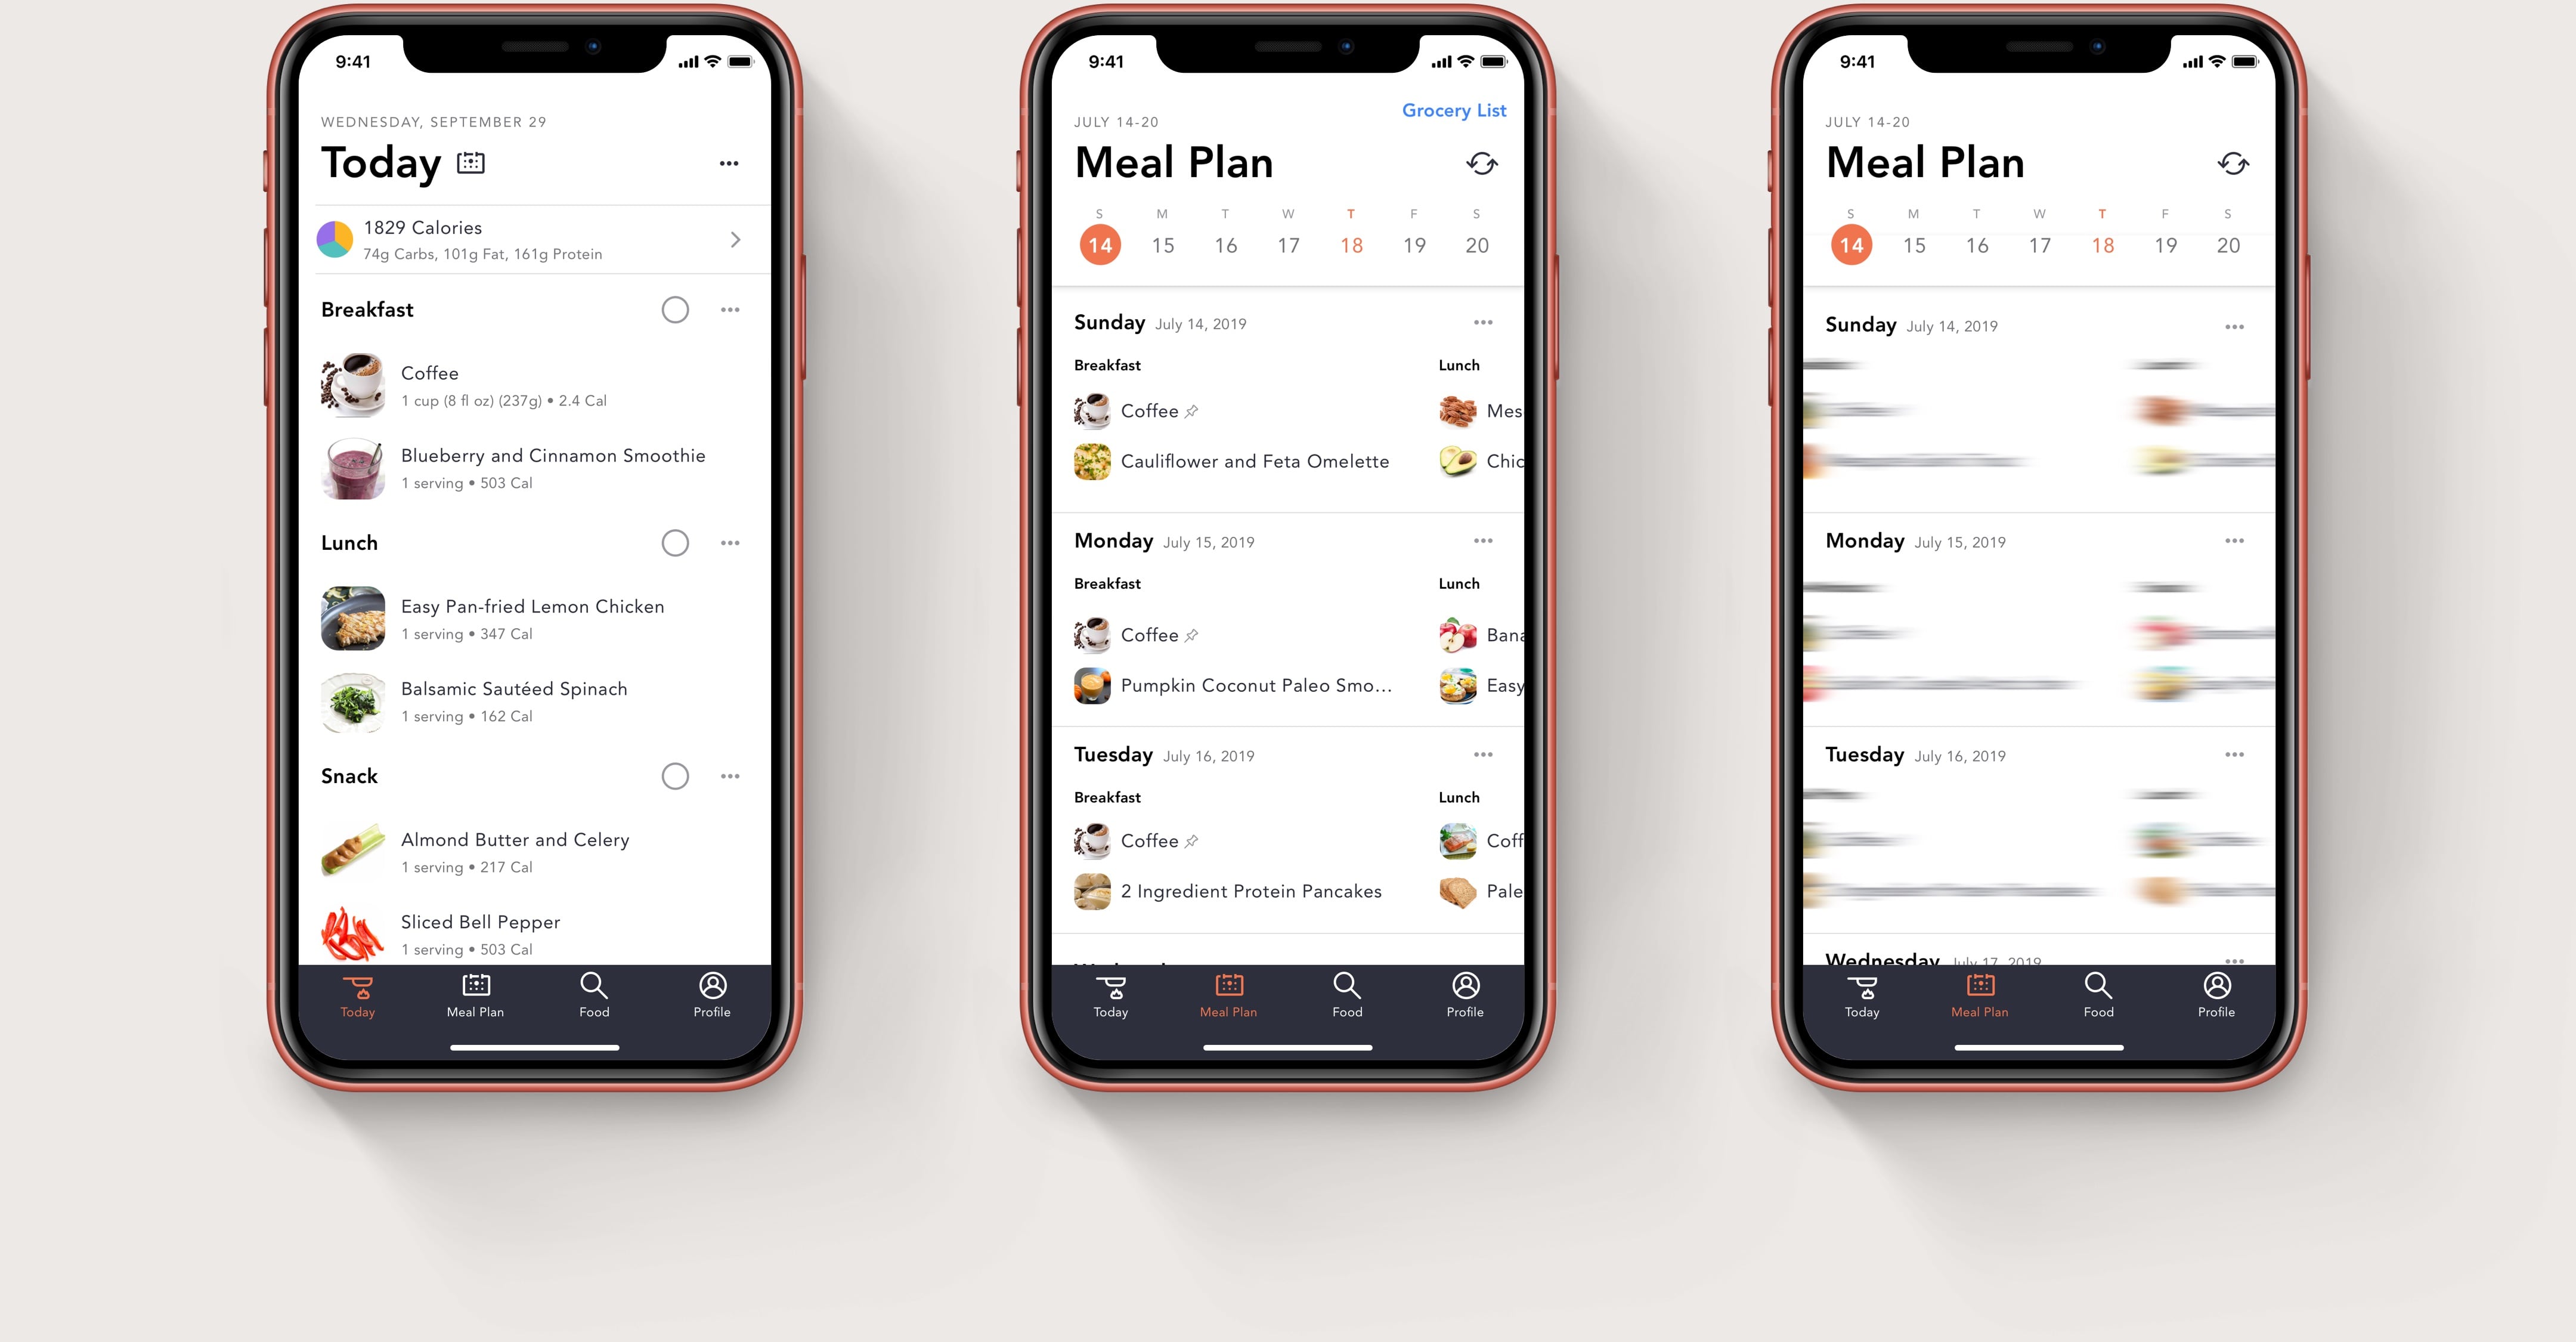 9:41
WEDNESDAY, SEPTEMBER 29
Today
1829 Calories
74g Carbs, 101g Fat, 161g Protein
Breakfast
Coffee
1 cup (8 fl oz) (237g) • 2.4 Cal
Blueberry and Cinnamon Smoothie
1 serving • 503 Cal
Lunch
Easy Pan-fried Lemon Chicken
1 serving • 347 Cal
Balsamic Sautéed Spinach
1 serving • 162 Cal
Snack
Almond Butter and Celery
1 serving • 217 Cal
Sliced Bell Pepper
1 serving • 503 Cal
Today Meal Plan Food Profile
9:41
Grocery List
JULY 14-20
Meal Plan
S M T W T F S
14 15 16 17 18 19 20
Sunday July 14, 2019
Breakfast Lunch
Coffee Mes
Cauliflower and Feta Omelette Chic
Monday July 15, 2019
Breakfast Lunch
Coffee Bana
Pumpkin Coconut Paleo Smo... Easy
Tuesday July 16, 2019
Breakfast Lunch
Coffee Coff
2 Ingredient Protein Pancakes Pale
Today Meal Plan Food Profile
9:41
JULY 14-20
Meal Plan
S M T W T F S
14 15 16 17 18 19 20
Sunday July 14, 2019
Monday July 15, 2019
Tuesday July 16, 2019
Wednesday July 17, 2019
Today Meal Plan Food Profile